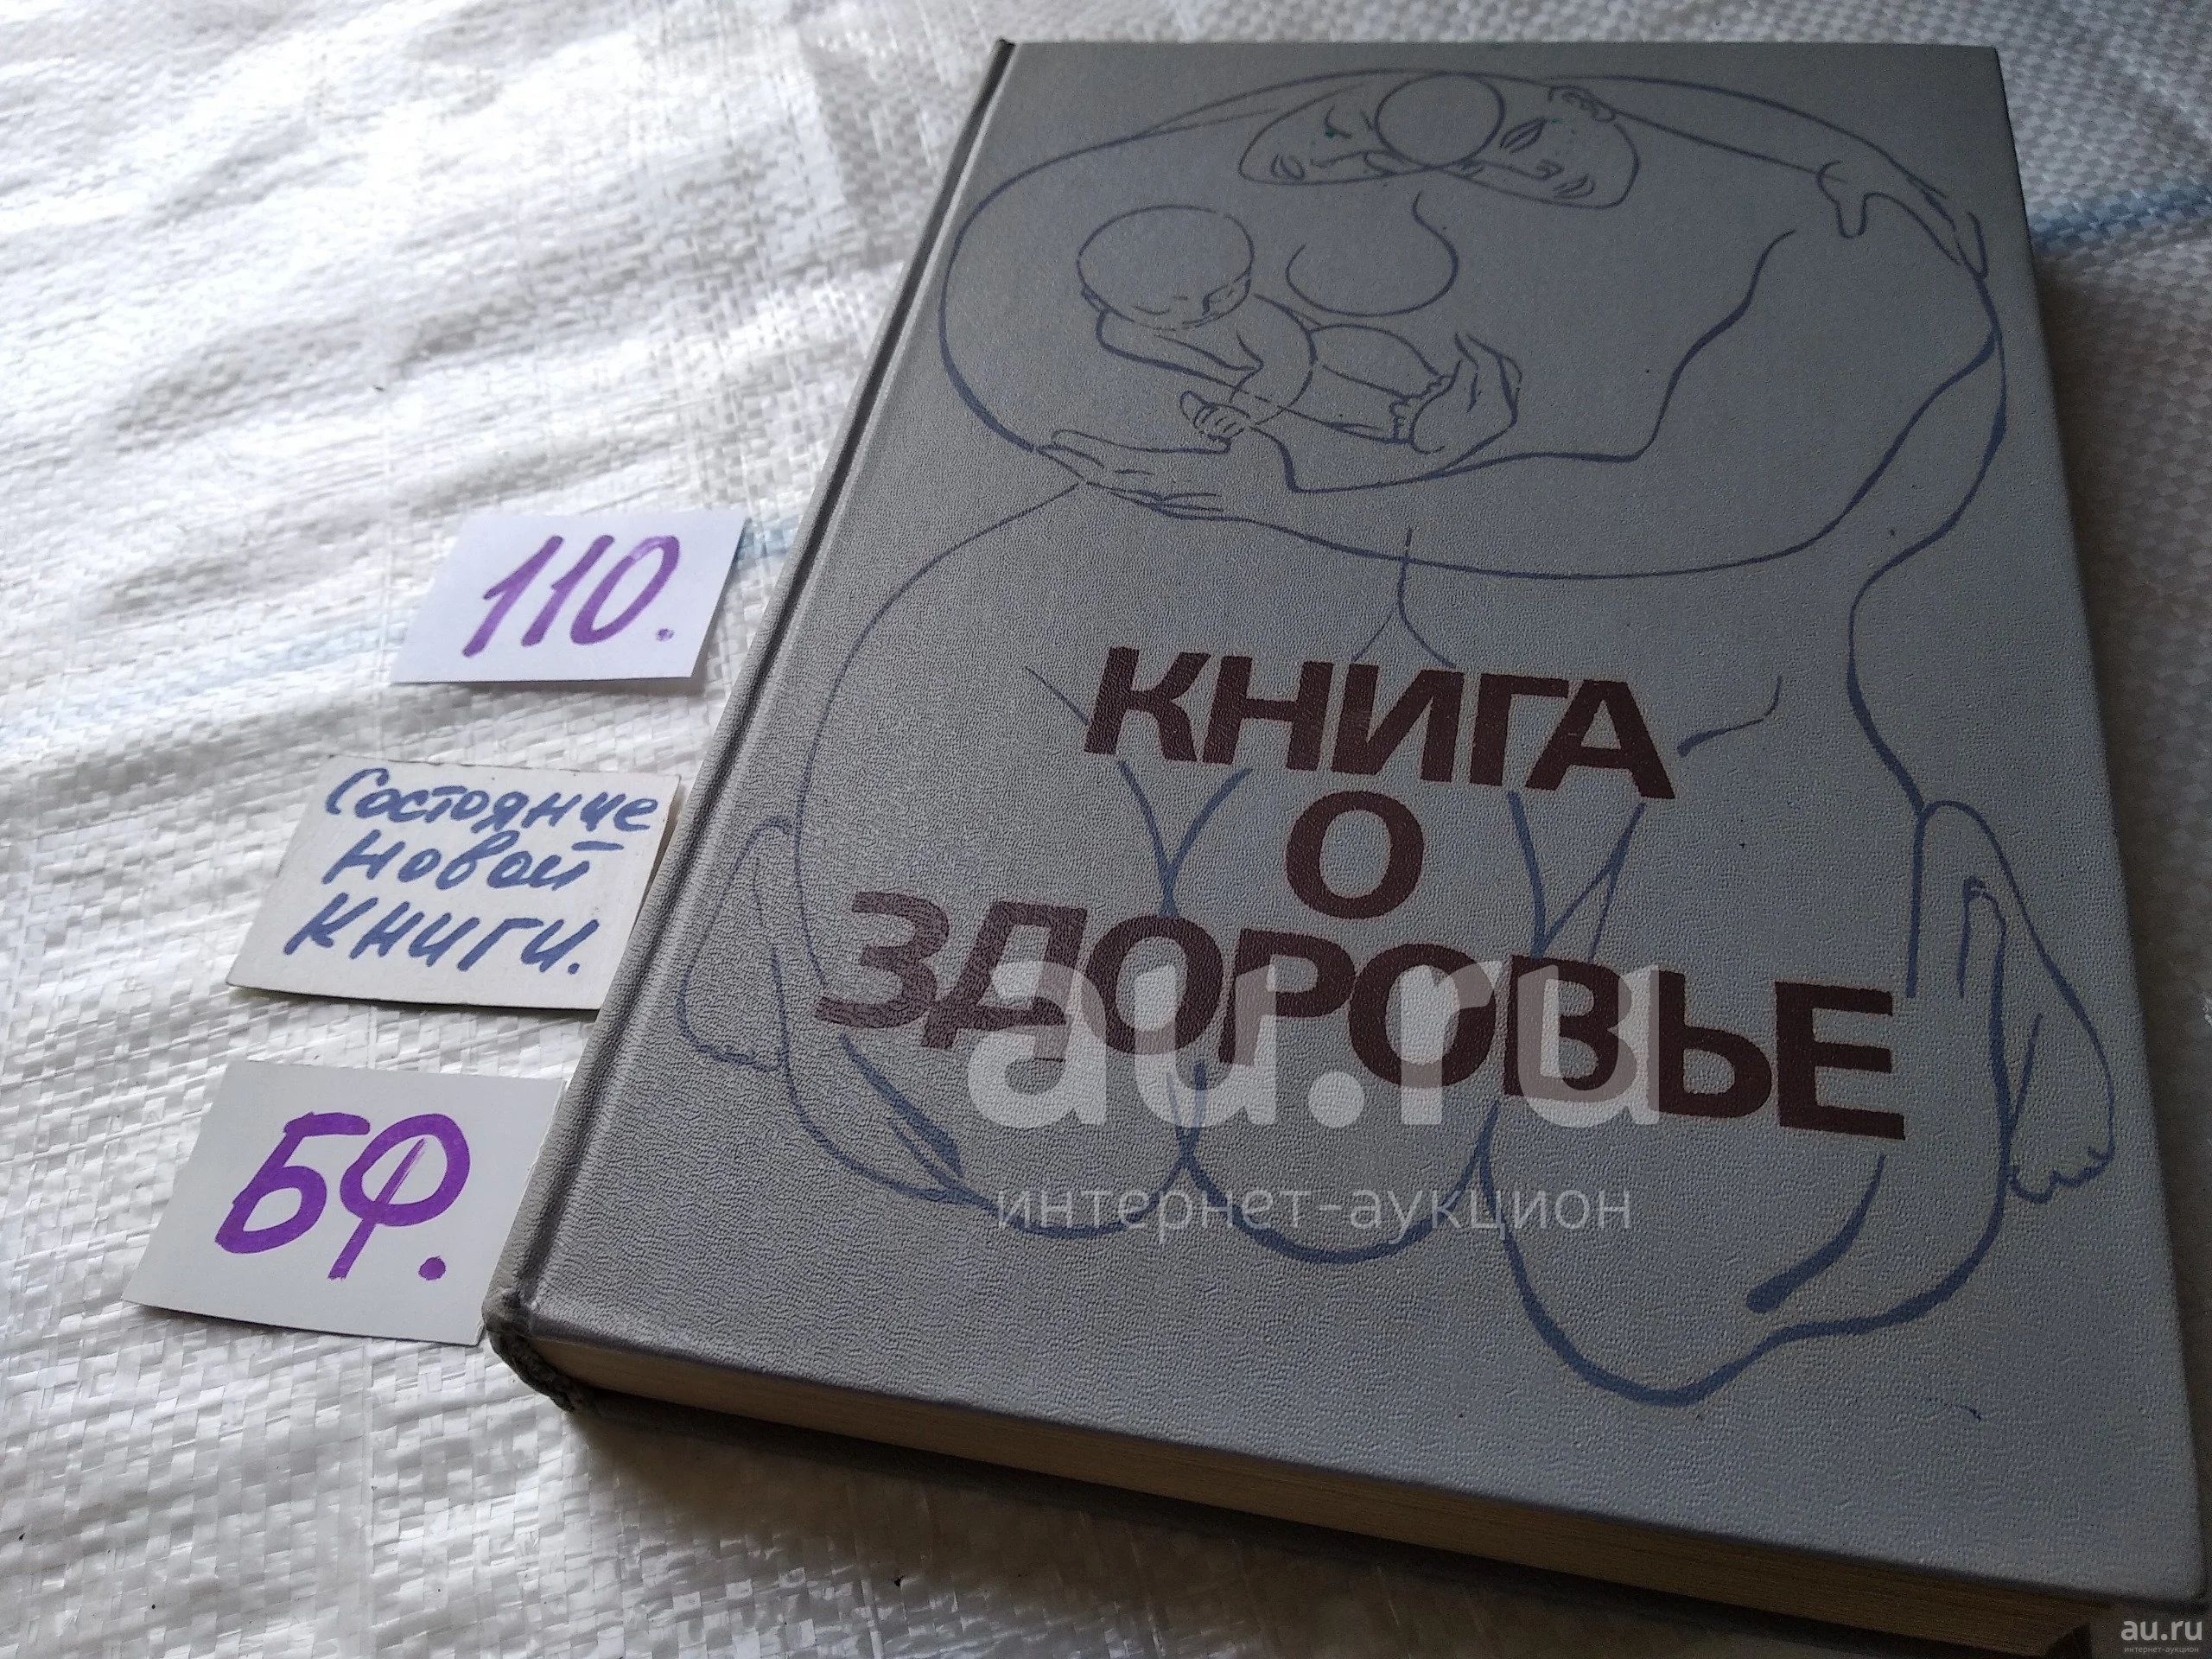 110.
Состояние
новой
книги.
БФ.
КНИГА
О
ЗДОРОВЬЕ
au.ru
интернет-аукцион
au.ru
интернет-аукцион